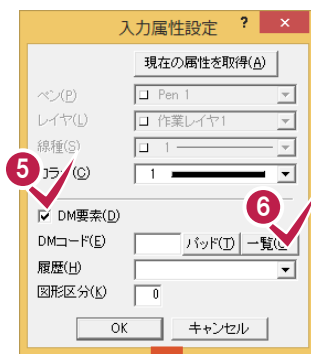 入力属性設定 ? ×
現在の属性を取得(A)
ペン(P) Pen 1
レイヤ(L) 作業レイヤ1
線種(S) 1
5 カラー(C) 1
6
DM要素(D)
DMコード(E) パッド(T) 一覧
履歴(H)
図形区分(K) 0
OK キャンセル